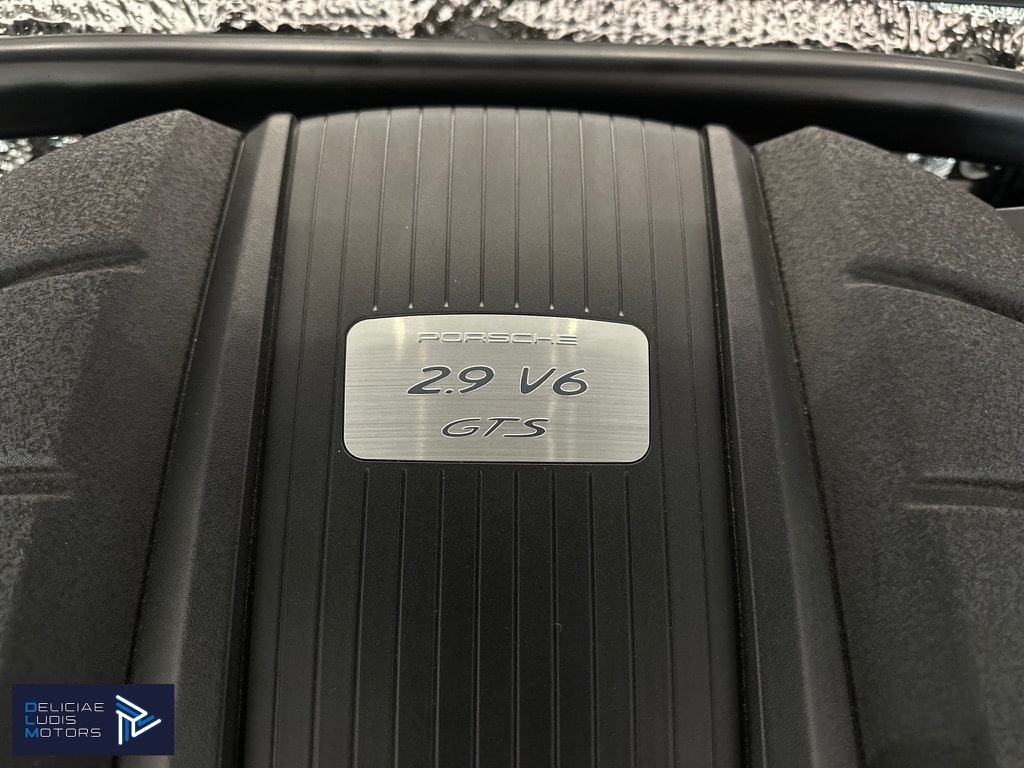 PORSCHE
2.9 V6
GTS
DELICIAE
LUDIS
MOTORS